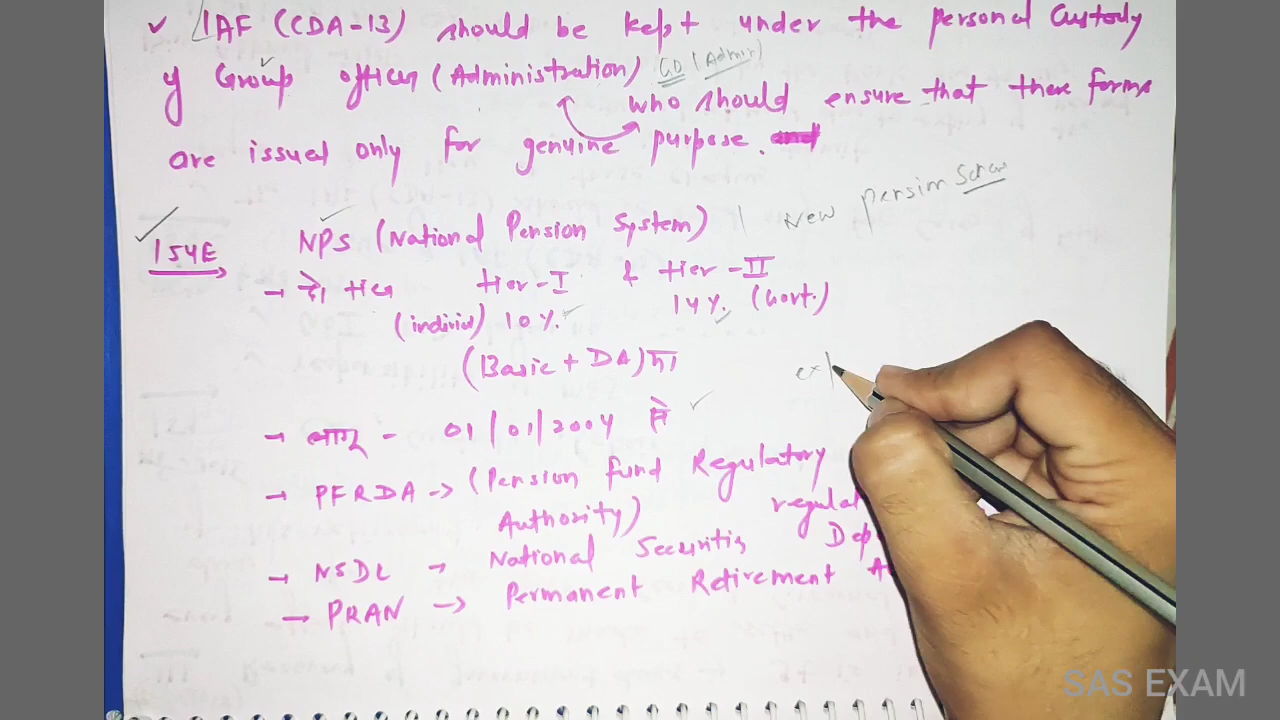 ✓ IAF (CDA-13) should be kept under the personal Custody
of Group officer (Administration) GO (Admin)
who should ensure that these forms
are issued only for genuine purpose.
154E NPS (National Pension System) | New pension Scheme
→ दो tier tier-I & tier-II
(individ) 10%. 14%. (Govt.)
(Basic + DA) का
→ लागू - 01/01/2004 से
→ PFRDA → (Pension fund Regulatory
Authority)
→ NSDL → National Securities
→ PRAN → Permanent Retirement
SAS EXAM